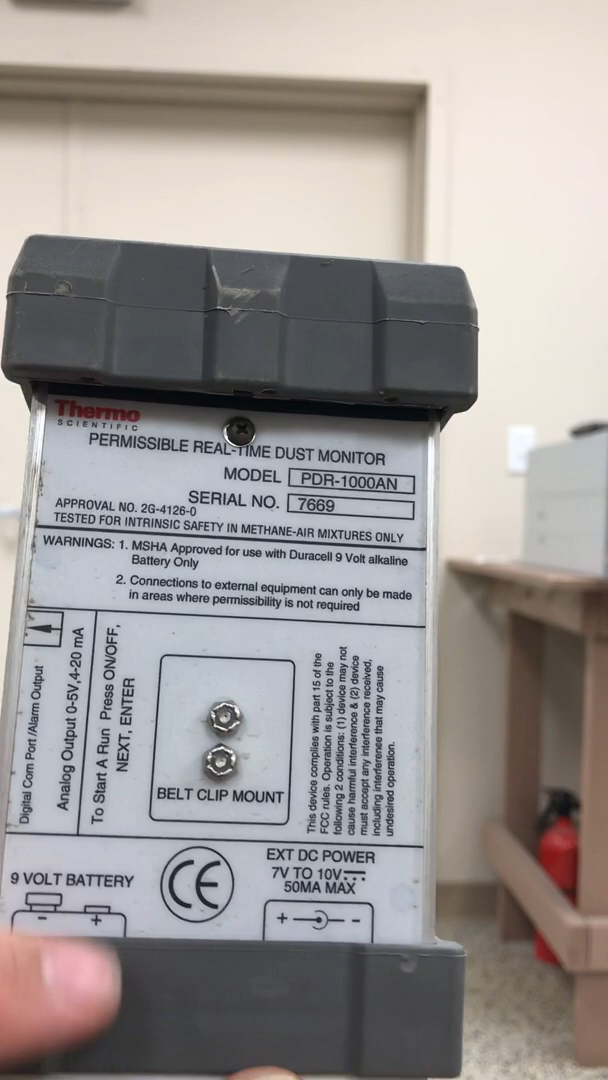 Thermo
SCIENTIFIC
PERMISSIBLE REAL-TIME DUST MONITOR
MODEL PDR-1000AN
SERIAL NO. 7669
APPROVAL NO. 2G-4126-0
TESTED FOR INTRINSIC SAFETY IN METHANE-AIR MIXTURES ONLY
WARNINGS: 1. MSHA Approved for use with Duracell 9 Volt alkaline
Battery Only
2. Connections to external equipment can only be made
in areas where permissibility is not required
Digital Com Port /Alarm Output
Analog Output 0-5V,4-20 mA
To Start A Run Press ON/OFF,
NEXT, ENTER
BELT CLIP MOUNT
This device complies with part 15 of the
FCC rules. Operation is subject to the
following 2 conditions: (1) device may not
cause harmful interference & (2) device
must accept any interference received,
including interference that may cause
undesired operation.
9 VOLT BATTERY
- +
CE
EXT DC POWER
7V TO 10V
50MA MAX
+ -